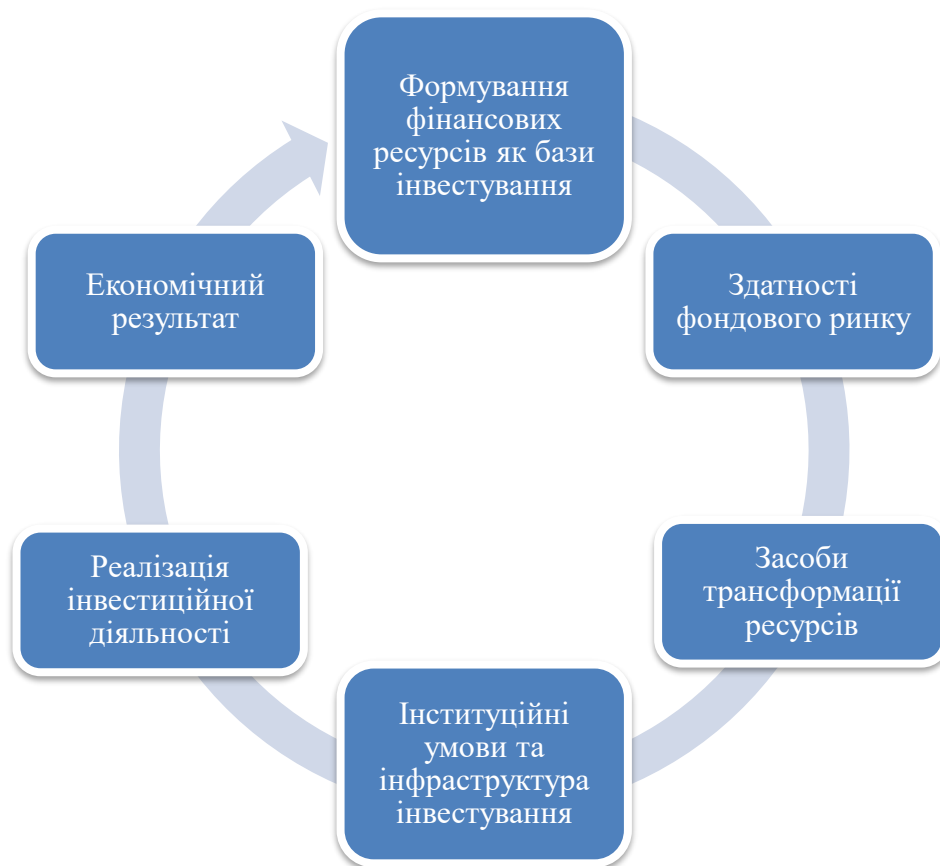 Формування
фінансових
ресурсів як бази
інвестування
Здатності
фондового ринку
Засоби
трансформації
ресурсів
Інституційні
умови та
інфраструктура
інвестування
Реалізація
інвестиційної
діяльності
Економічний
результат